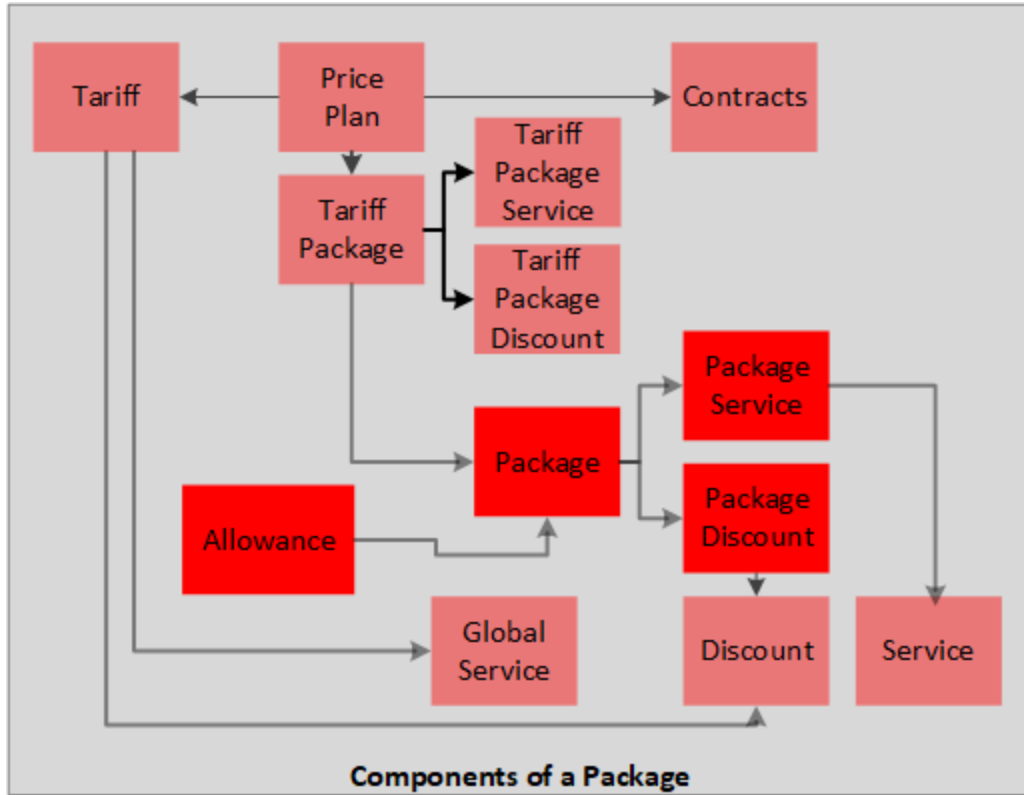 Tariff
Price
Plan
Contracts
Tariff
Package
Service
Tariff
Package
Tariff
Package
Discount
Package
Service
Package
Package
Discount
Allowance
Global
Service
Discount
Service
Components of a Package